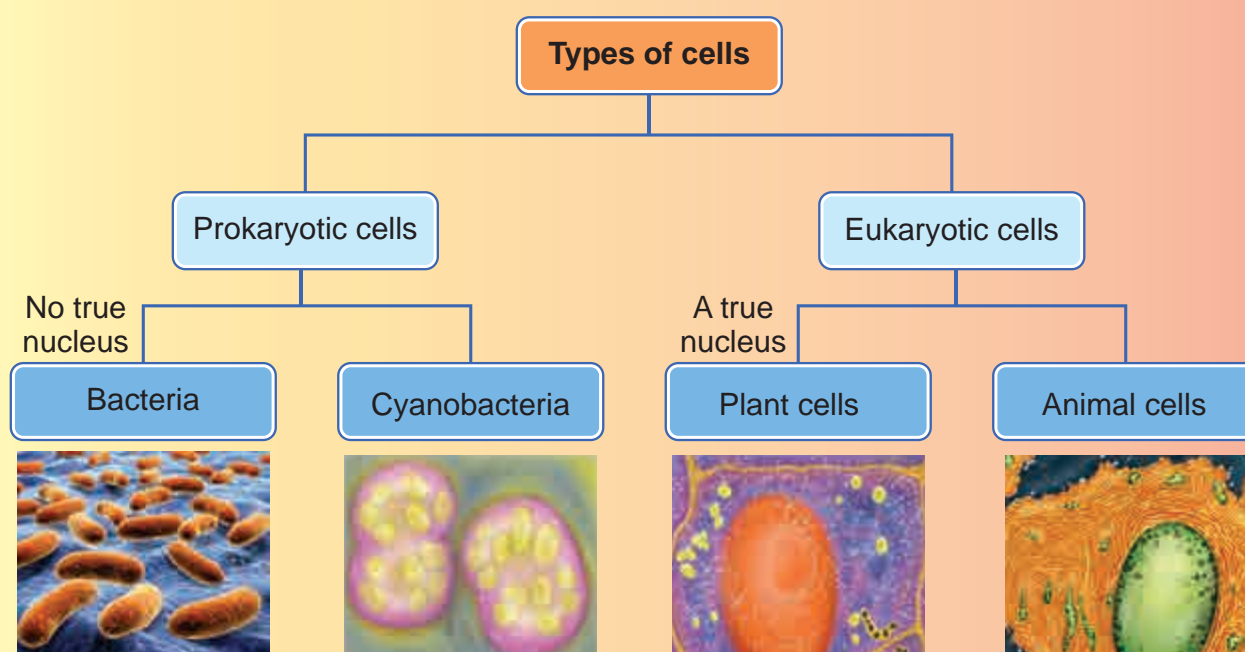 Types of cells
Prokaryotic cells
Eukaryotic cells
No true
nucleus
A true
nucleus
Bacteria
Cyanobacteria
Plant cells
Animal cells